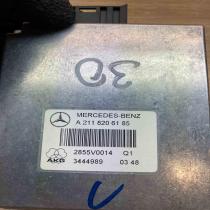 30
MERCEDES-BENZ
A 211 820 61 85
2855V0014 Q1
AKG
3444989 03 48